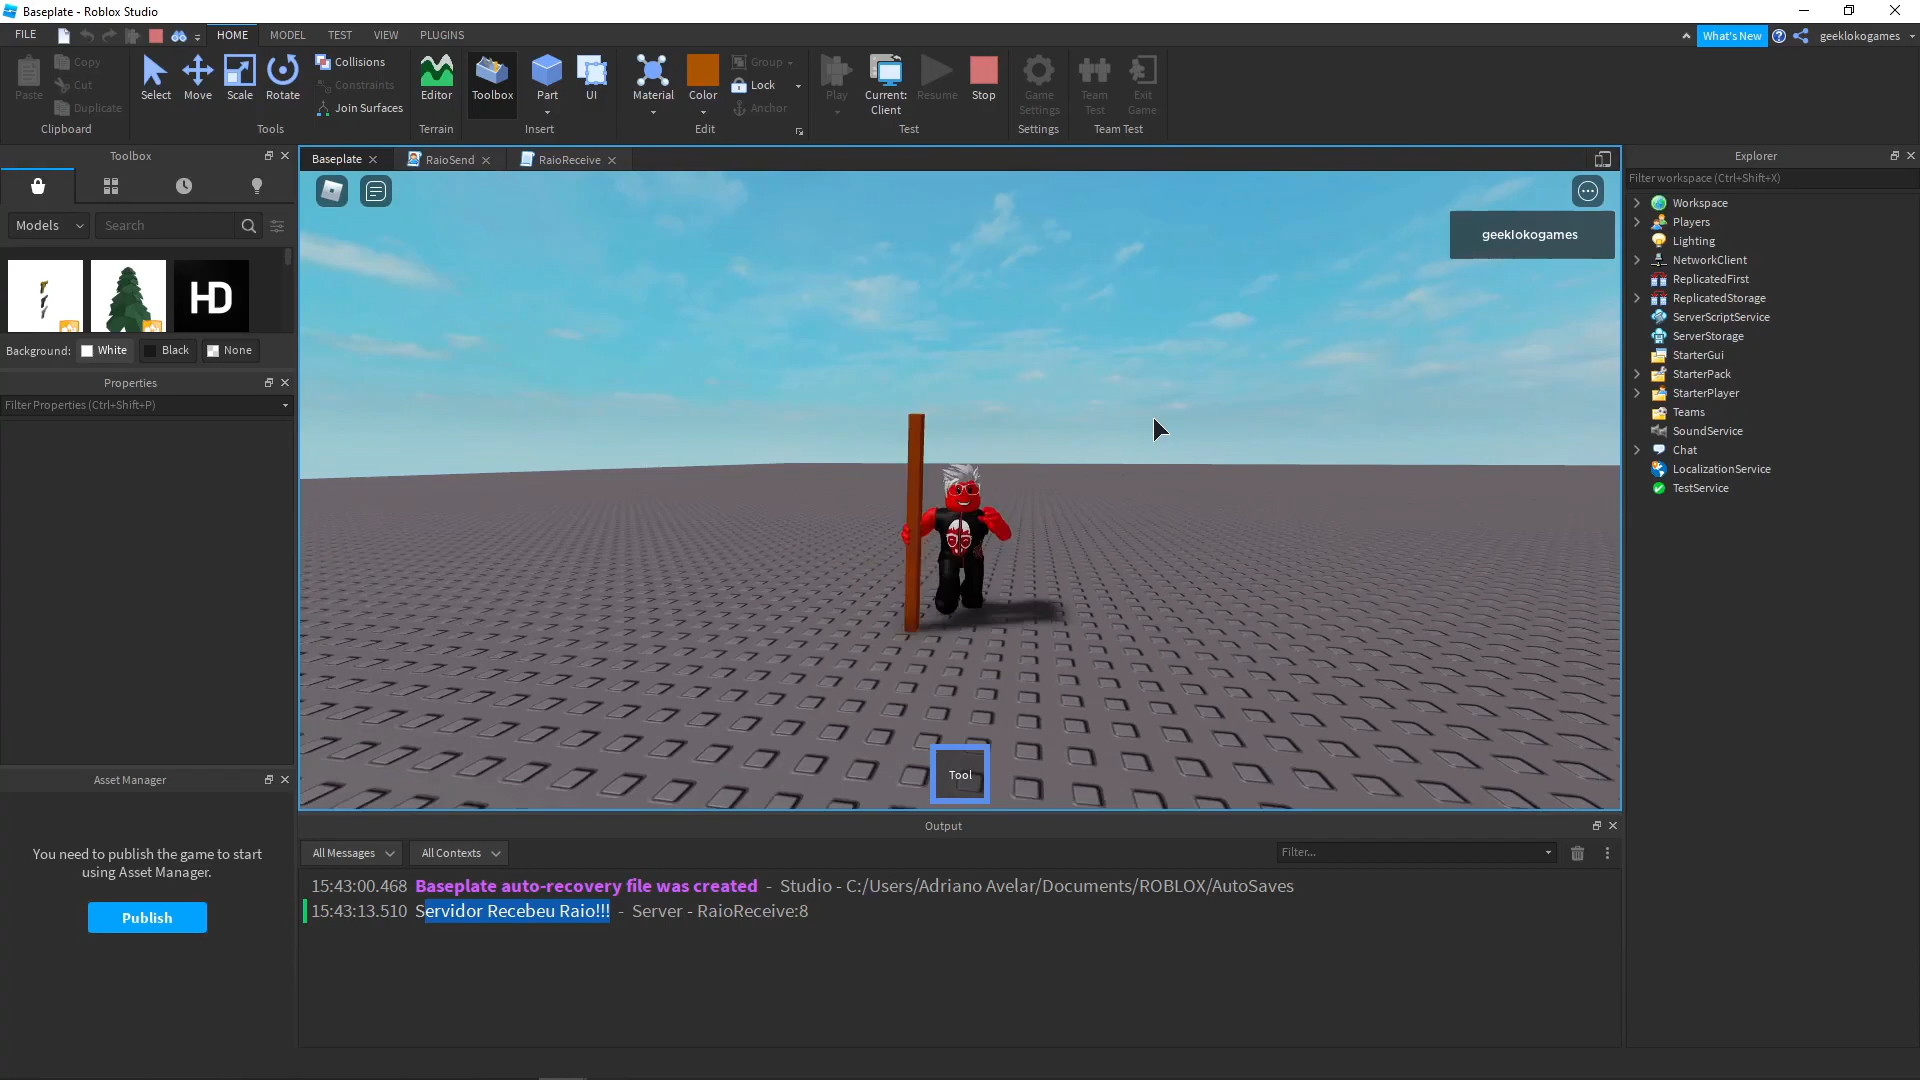 Baseplate - Roblox Studio
FILE
HOME
MODEL
TEST
VIEW
PLUGINS
What's New
geeklokogames
Paste
Copy
Cut
Duplicate
Clipboard
Select
Move
Scale
Rotate
Collisions
Constraints
Join Surfaces
Tools
Editor
Terrain
Toolbox
Part
UI
Insert
Material
Color
Group
Lock
Anchor
Edit
Play
Current:
Client
Resume
Stop
Test
Game
Settings
Settings
Team
Test
Exit
Game
Team Test
Toolbox
Models
Search
HD
Background:
White
Black
None
Properties
Filter Properties (Ctrl+Shift+P)
Asset Manager
You need to publish the game to start
using Asset Manager.
Publish
Baseplate
RaioSend
RaioReceive
geeklokogames
Tool
Output
All Messages
All Contexts
Filter...
15:43:00.468 Baseplate auto-recovery file was created - Studio - C:/Users/Adriano Avelar/Documents/ROBLOX/AutoSaves
15:43:13.510 Servidor Recebeu Raio!!! - Server - RaioReceive:8
Explorer
Filter workspace (Ctrl+Shift+X)
Workspace
Players
Lighting
NetworkClient
ReplicatedFirst
ReplicatedStorage
ServerScriptService
ServerStorage
StarterGui
StarterPack
StarterPlayer
Teams
SoundService
Chat
LocalizationService
TestService